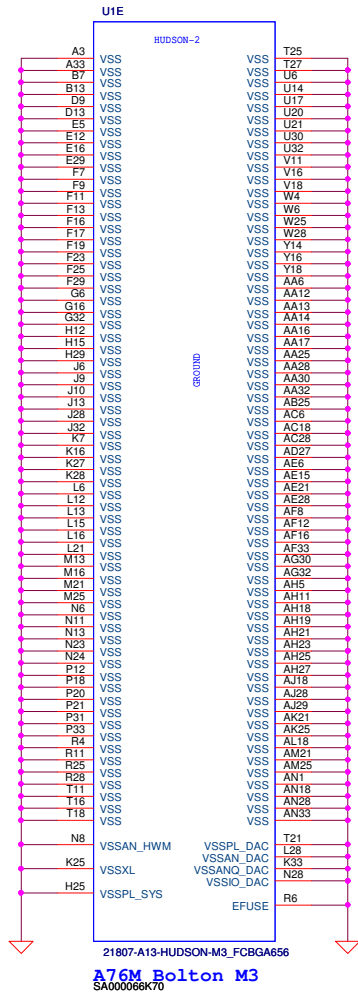 U1E
HUDSON-2
A3 VSS VSS T25
A33 VSS VSS T27
B7 VSS VSS U6
B13 VSS VSS U14
D9 VSS VSS U17
D13 VSS VSS U20
E5 VSS VSS U21
E12 VSS VSS U30
E16 VSS VSS U32
E29 VSS VSS V11
F7 VSS VSS V16
F9 VSS VSS V18
F11 VSS VSS W4
F13 VSS VSS W6
F16 VSS VSS W25
F17 VSS VSS W28
F19 VSS VSS Y14
F23 VSS VSS Y16
F25 VSS VSS Y18
F29 VSS VSS AA6
G6 VSS VSS AA12
G16 VSS VSS AA13
G32 VSS VSS AA14
H12 VSS VSS AA16
H15 VSS VSS AA17
H29 VSS VSS AA25
J6 VSS VSS AA28
J9 VSS VSS AA30
J10 VSS VSS AA32
J13 VSS VSS AB25
J28 VSS VSS AC6
J32 VSS VSS AC18
K7 VSS VSS AC28
K16 VSS VSS AD27
K27 VSS VSS AE6
K28 VSS VSS AE15
L6 VSS VSS AE21
L12 VSS VSS AE28
L13 VSS VSS AF8
L15 VSS VSS AF12
L16 VSS VSS AF16
L21 VSS VSS AF33
M13 VSS VSS AG30
M16 VSS VSS AG32
M21 VSS VSS AH5
M25 VSS VSS AH11
N6 VSS VSS AH18
N11 VSS VSS AH19
N13 VSS VSS AH21
N23 VSS VSS AH23
N24 VSS VSS AH25
P12 VSS VSS AH27
P18 VSS VSS AJ18
P20 VSS VSS AJ28
P21 VSS VSS AJ29
P31 VSS VSS AK21
P33 VSS VSS AK25
R4 VSS VSS AL18
R11 VSS VSS AM21
R25 VSS VSS AM25
R28 VSS VSS AN1
T11 VSS VSS AN18
T16 VSS VSS AN28
T18 VSS VSS AN33
GROUND
N8 VSSAN_HWM VSSPL_DAC T21
VSSAN_DAC L28
K25 VSSXL VSSANQ_DAC K33
VSSIO_DAC N28
H25 VSSPL_SYS
EFUSE R6
21807-A13-HUDSON-M3_FCBGA656
A76M Bolton M3
SA000066K70